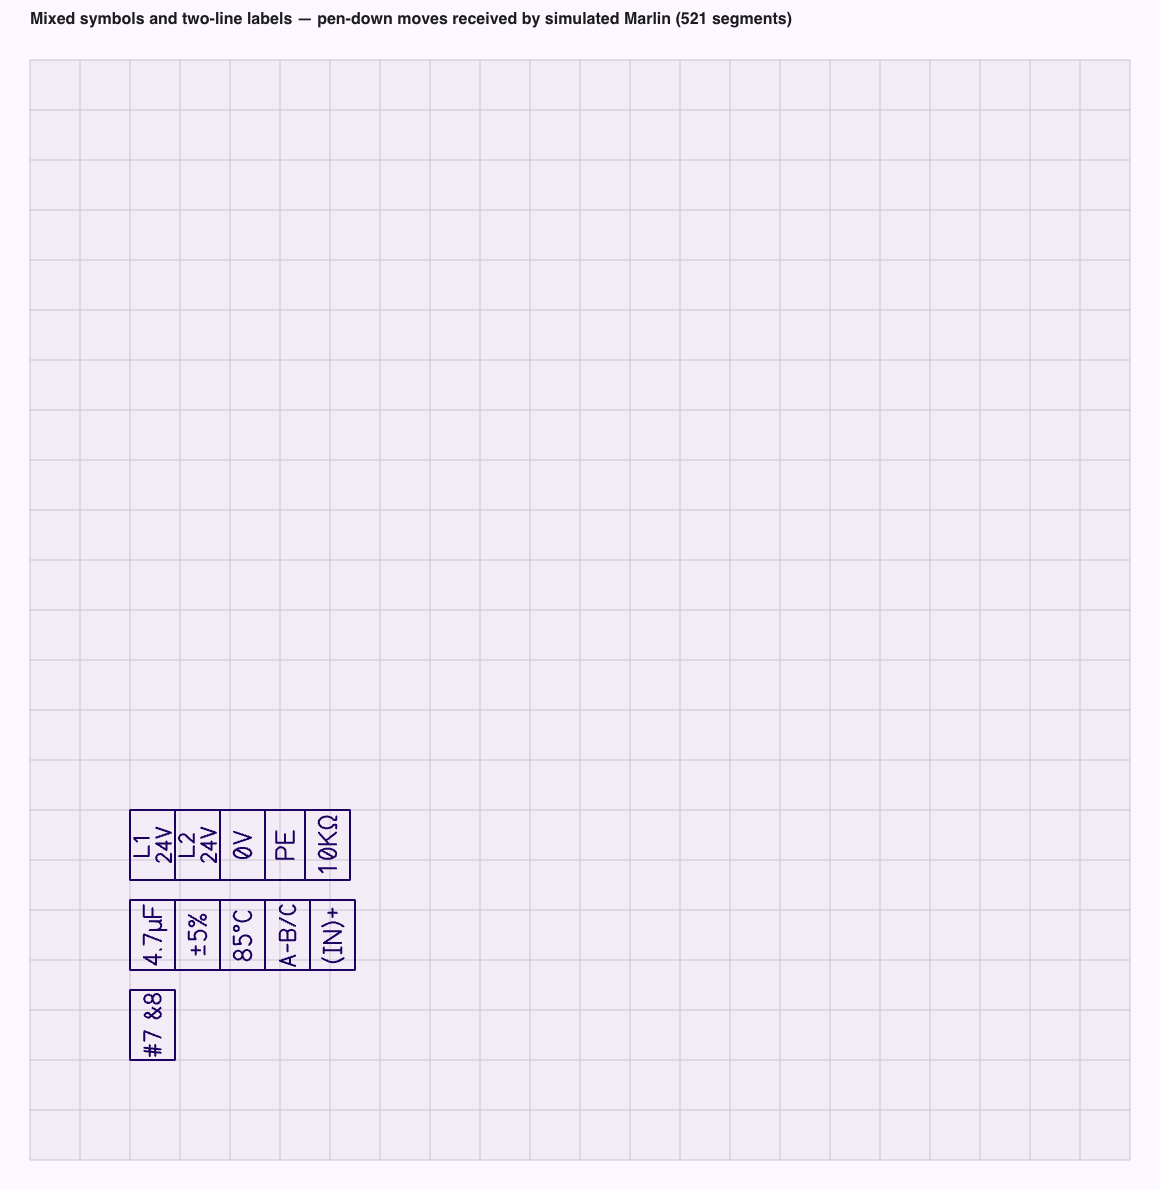 Mixed symbols and two-line labels — pen-down moves received by simulated Marlin (521 segments)
L1
24V
L2
24V
0V
PE
10KΩ
4.7µF
±5%
85°C
A-B/C
(IN)+
#7 &8